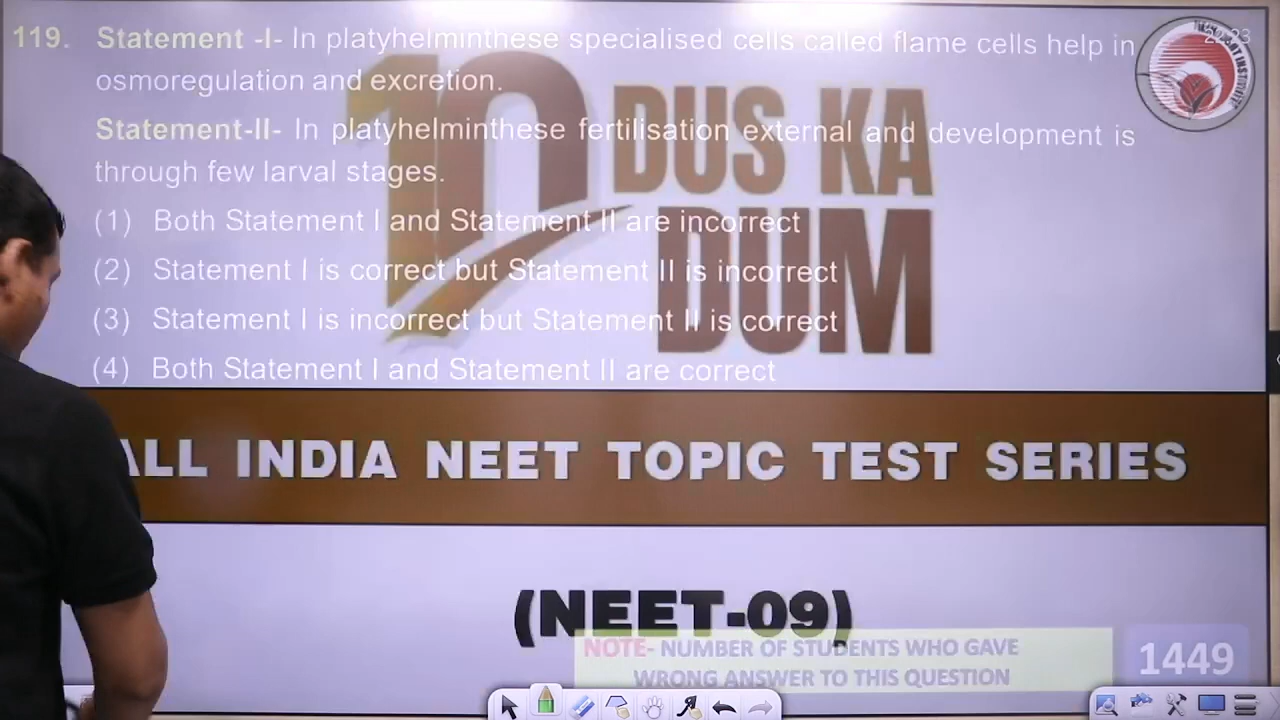 22:23
119. Statement -I- In platyhelminthese specialised cells called flame cells help in
osmoregulation and excretion.
Statement-II- In platyhelminthese fertilisation external and development is
through few larval stages.
(1) Both Statement I and Statement II are incorrect
(2) Statement I is correct but Statement II is incorrect
(3) Statement I is incorrect but Statement II is correct
(4) Both Statement I and Statement II are correct
10 DUS KA
DUM
ALL INDIA NEET TOPIC TEST SERIES
(NEET-09)
NOTE- NUMBER OF STUDENTS WHO GAVE
WRONG ANSWER TO THIS QUESTION
1449